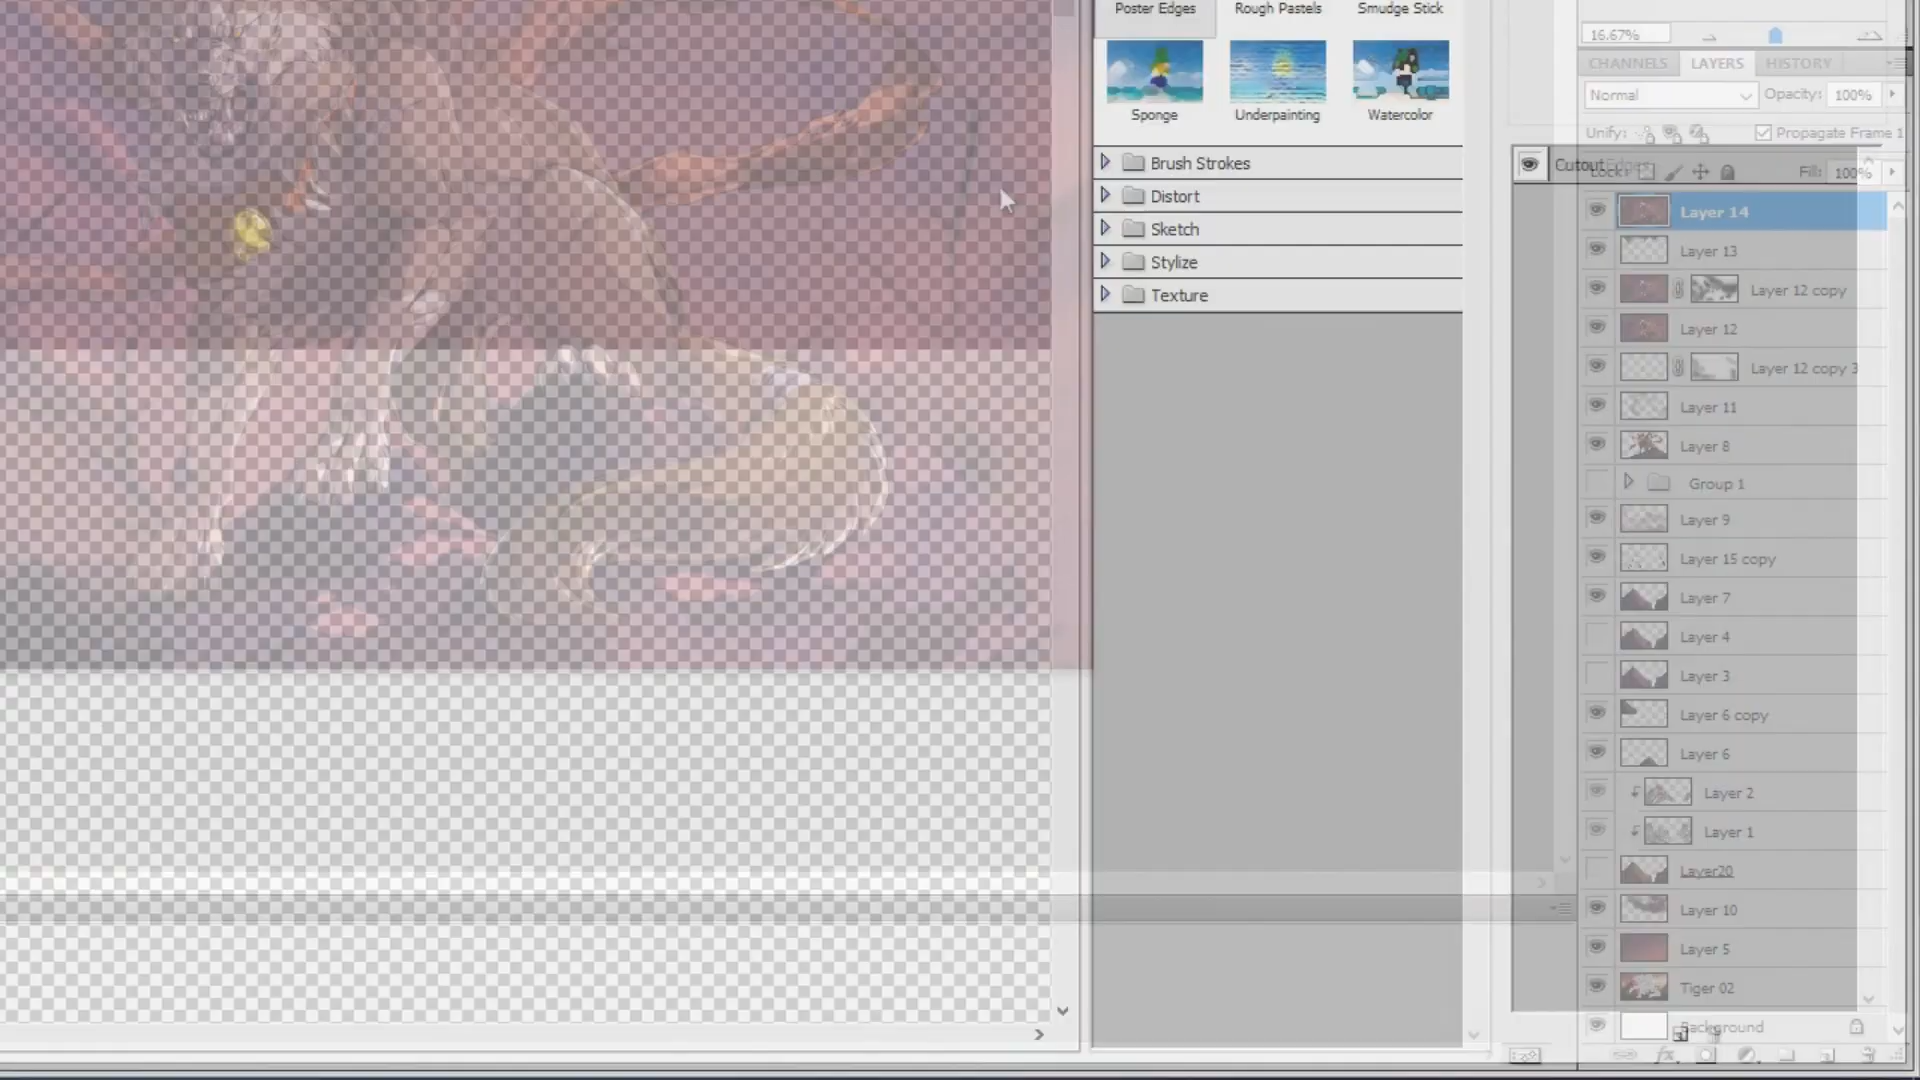 Poster Edges
Rough Pastels
Smudge Stick
Sponge
Underpainting
Watercolor
Brush Strokes
Distort
Sketch
Stylize
Texture
16.67%
CHANNELS
LAYERS
HISTORY
Normal
Opacity: 100%
Unify:
Propagate Frame 1
Cutout
Lock:
Fill: 100%
Layer 14
Layer 13
Layer 12 copy
Layer 12
Layer 12 copy 3
Layer 11
Layer 8
Group 1
Layer 9
Layer 15 copy
Layer 7
Layer 4
Layer 3
Layer 6 copy
Layer 6
Layer 2
Layer 1
Layer20
Layer 10
Layer 5
Tiger 02
Background